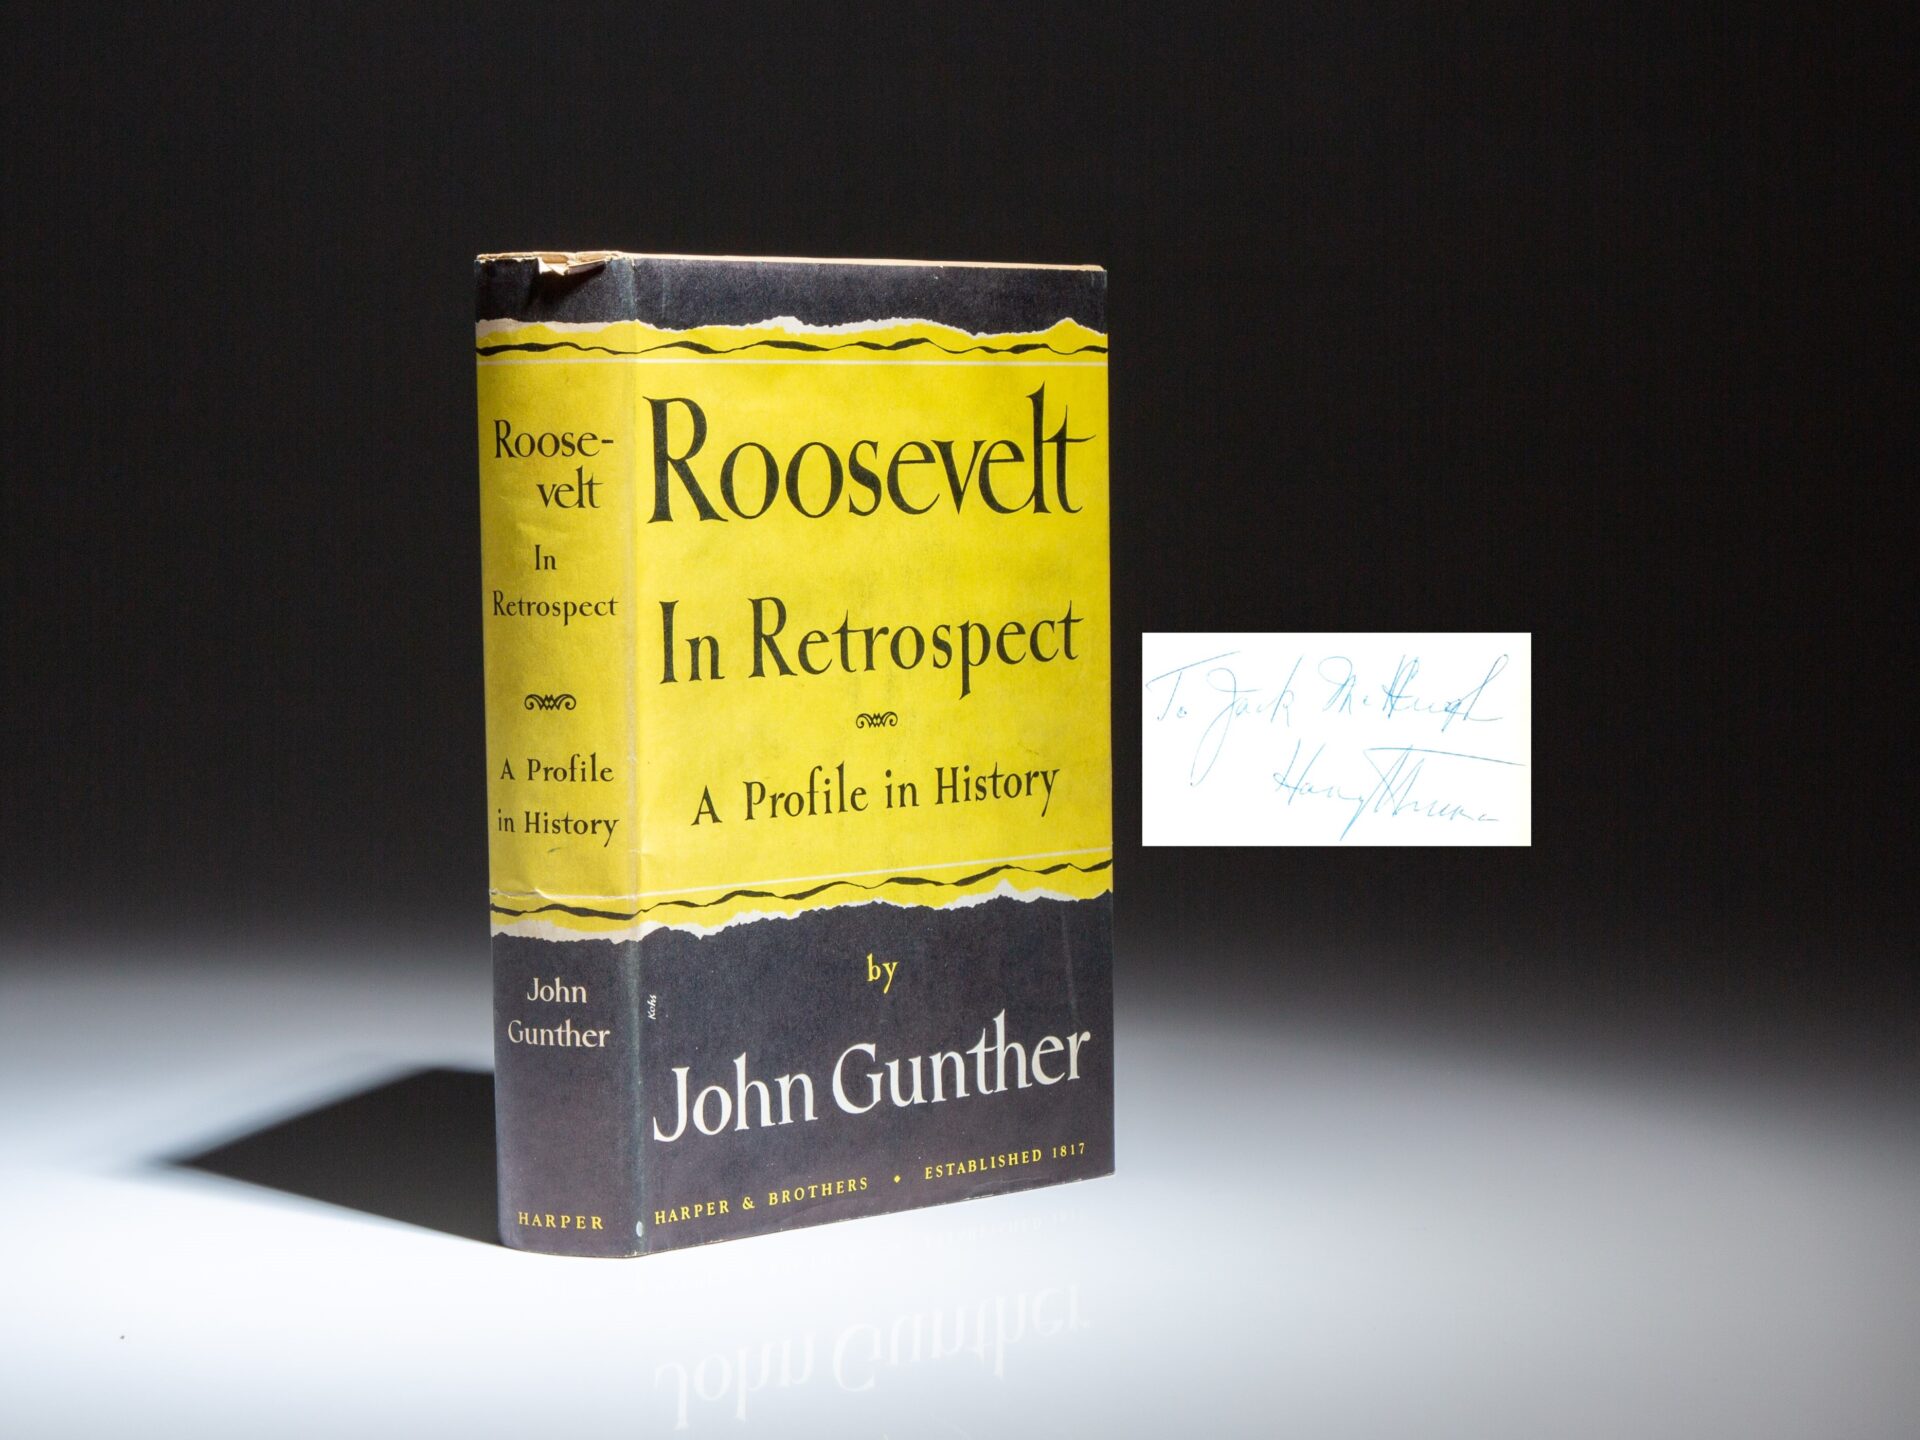 Roose-
velt
In
Retrospect
A Profile
in History
John
Gunther
HARPER
Roosevelt
In Retrospect
A Profile in History
by
John Gunther
Kohs
HARPER & BROTHERS • ESTABLISHED 1817
To Jack McHugh
Harry Truman